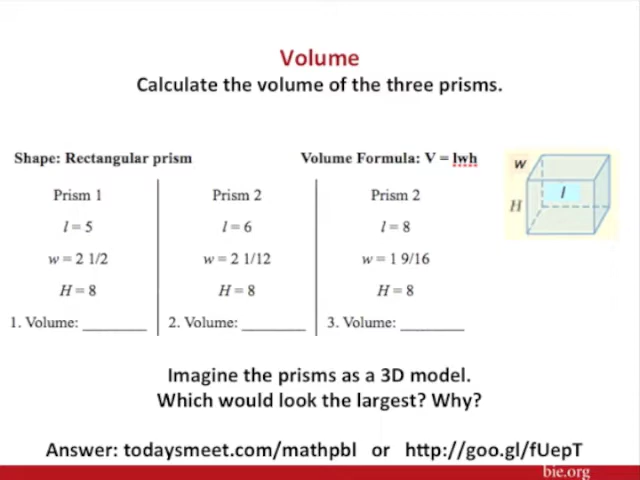 Volume
Calculate the volume of the three prisms.
Shape: Rectangular prism
Volume Formula: V = lwh
Prism 1
l = 5
w = 2 1/2
H = 8
1. Volume: ________
Prism 2
l = 6
w = 2 1/12
H = 8
2. Volume: ________
Prism 2
l = 8
w = 1 9/16
H = 8
3. Volume: ________
w
l
H
Imagine the prisms as a 3D model.
Which would look the largest? Why?
Answer: todaysmeet.com/mathpbl or http://goo.gl/fUepT
bie.org